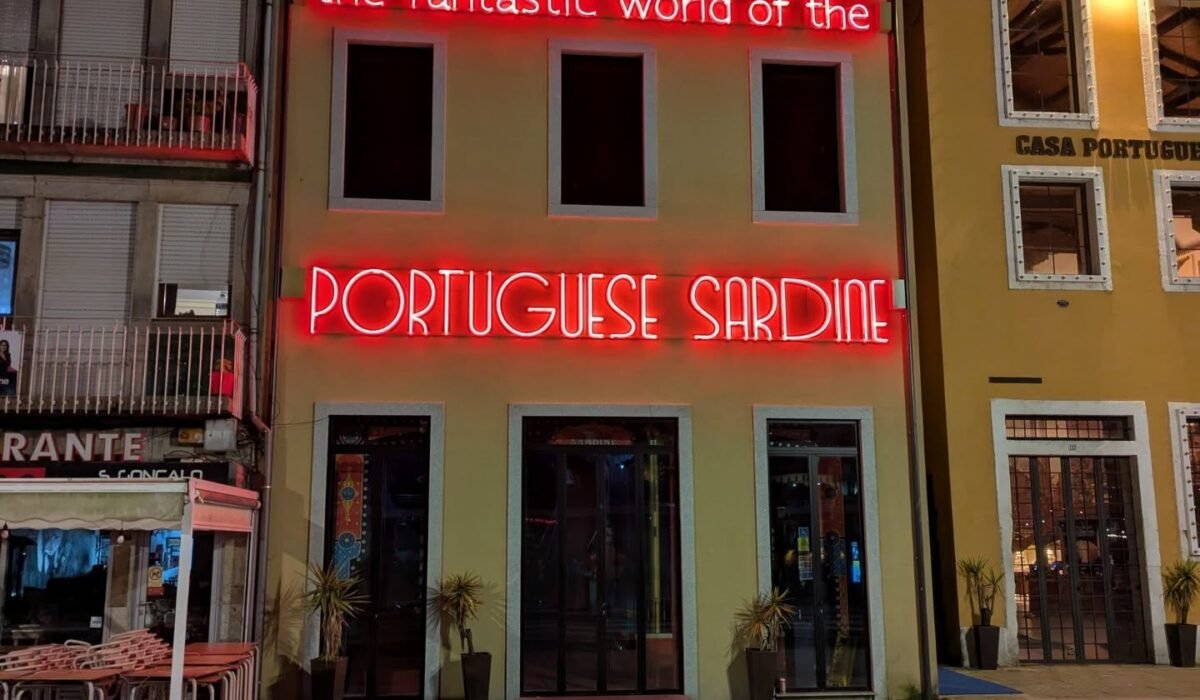 the fantastic world of the
CASA PORTUGUE
PORTUGUESE SARDINE
RANTE
S. GONÇALO
SARDINE